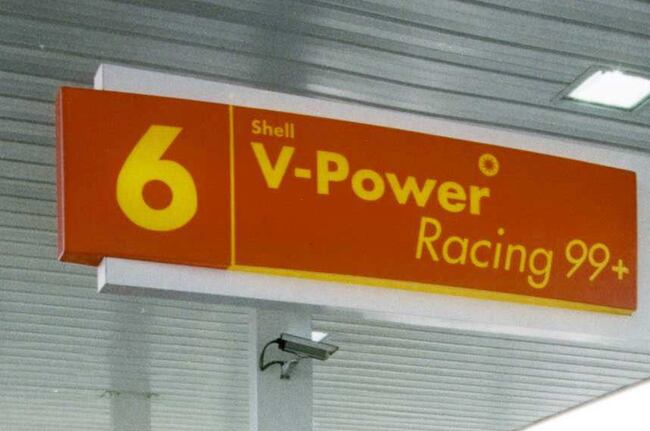 6
Shell
V-Power
Racing 99+